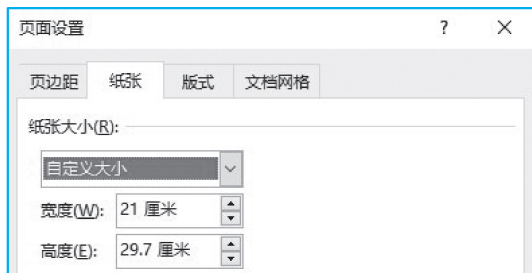 页面设置 ? ×
页边距 纸张 版式 文档网格
纸张大小(R):
自定义大小
宽度(W): 21 厘米
高度(E): 29.7 厘米